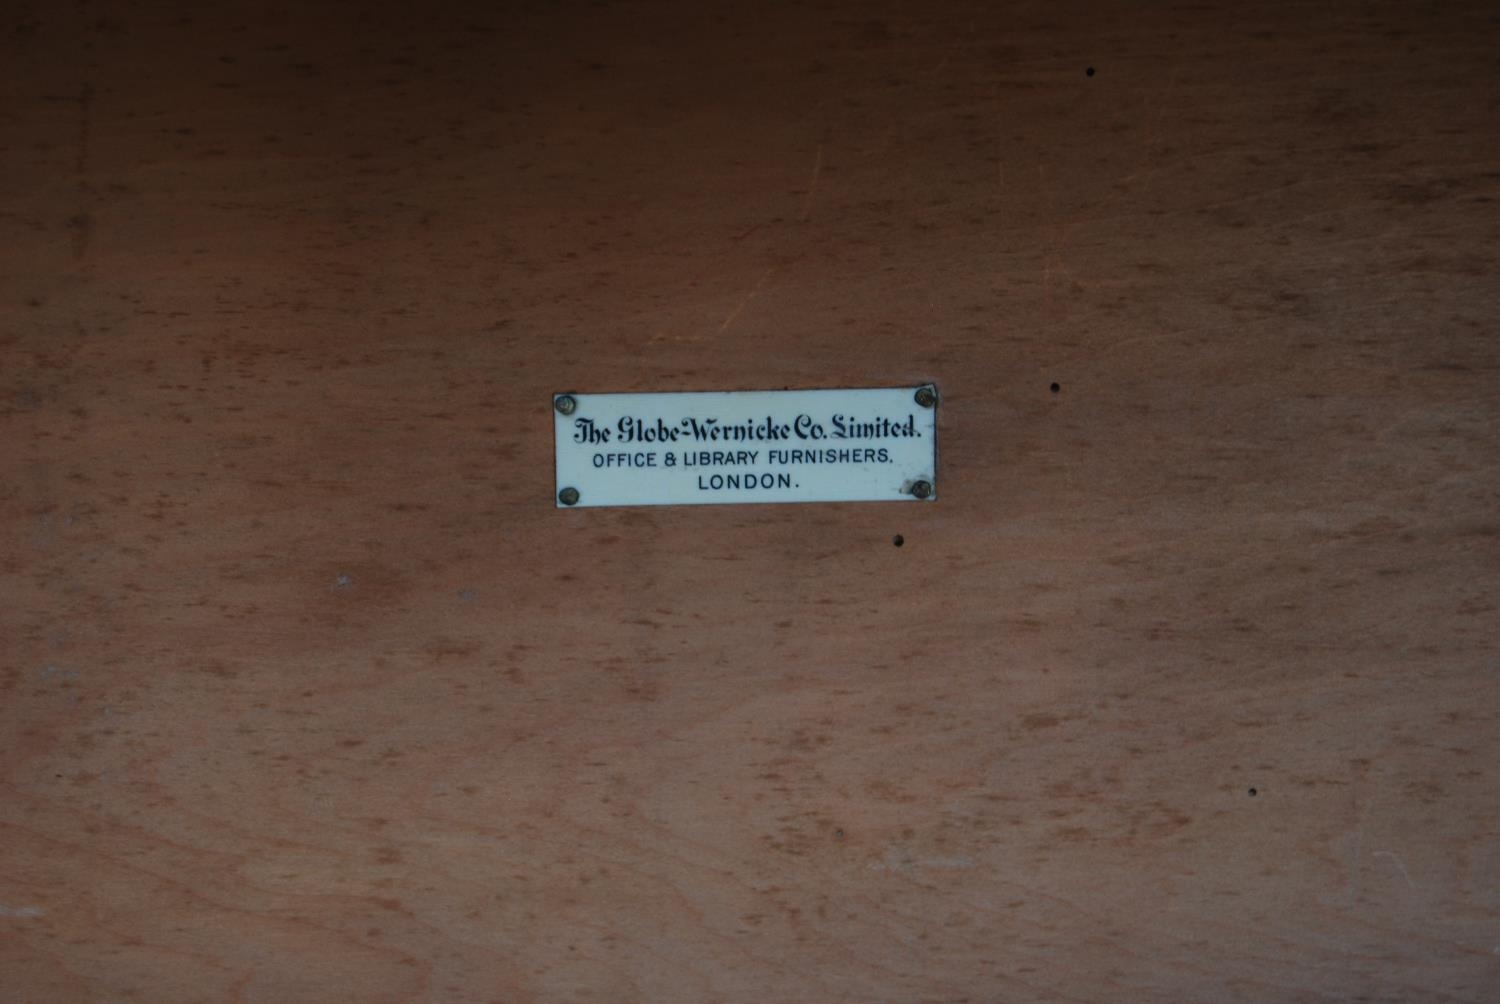 The Globe-Wernicke Co. Limited.
OFFICE & LIBRARY FURNISHERS.
LONDON.